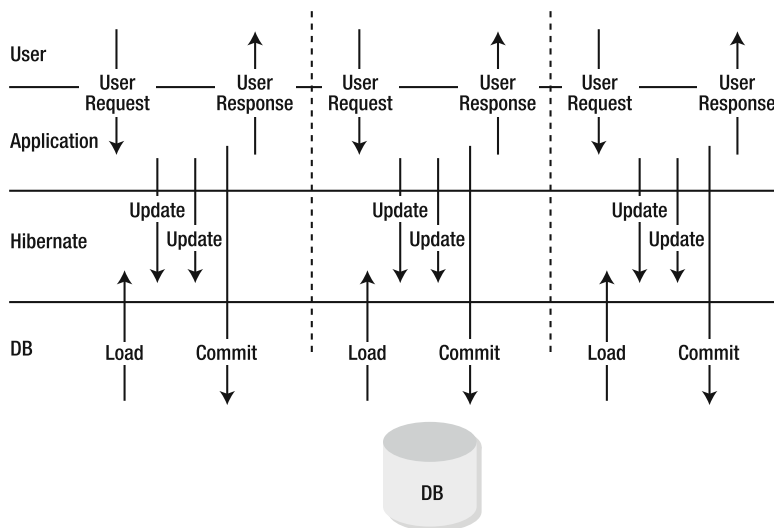 User
User
Request
User
Response
User
Request
User
Response
User
Request
User
Response
Application
Update
Update
Update
Update
Update
Update
Hibernate
DB
Load
Commit
Load
Commit
Load
Commit
DB